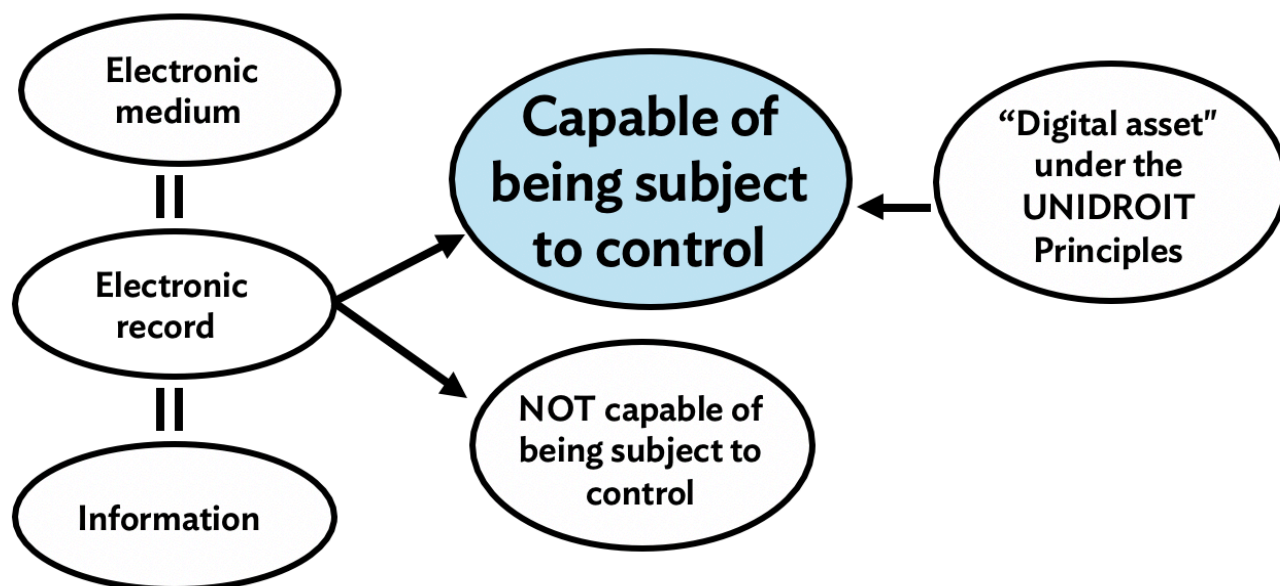 Electronic
medium
Electronic
record
Information
Capable of
being subject
to control
NOT capable of
being subject to
control
“Digital asset”
under the
UNIDROIT
Principles